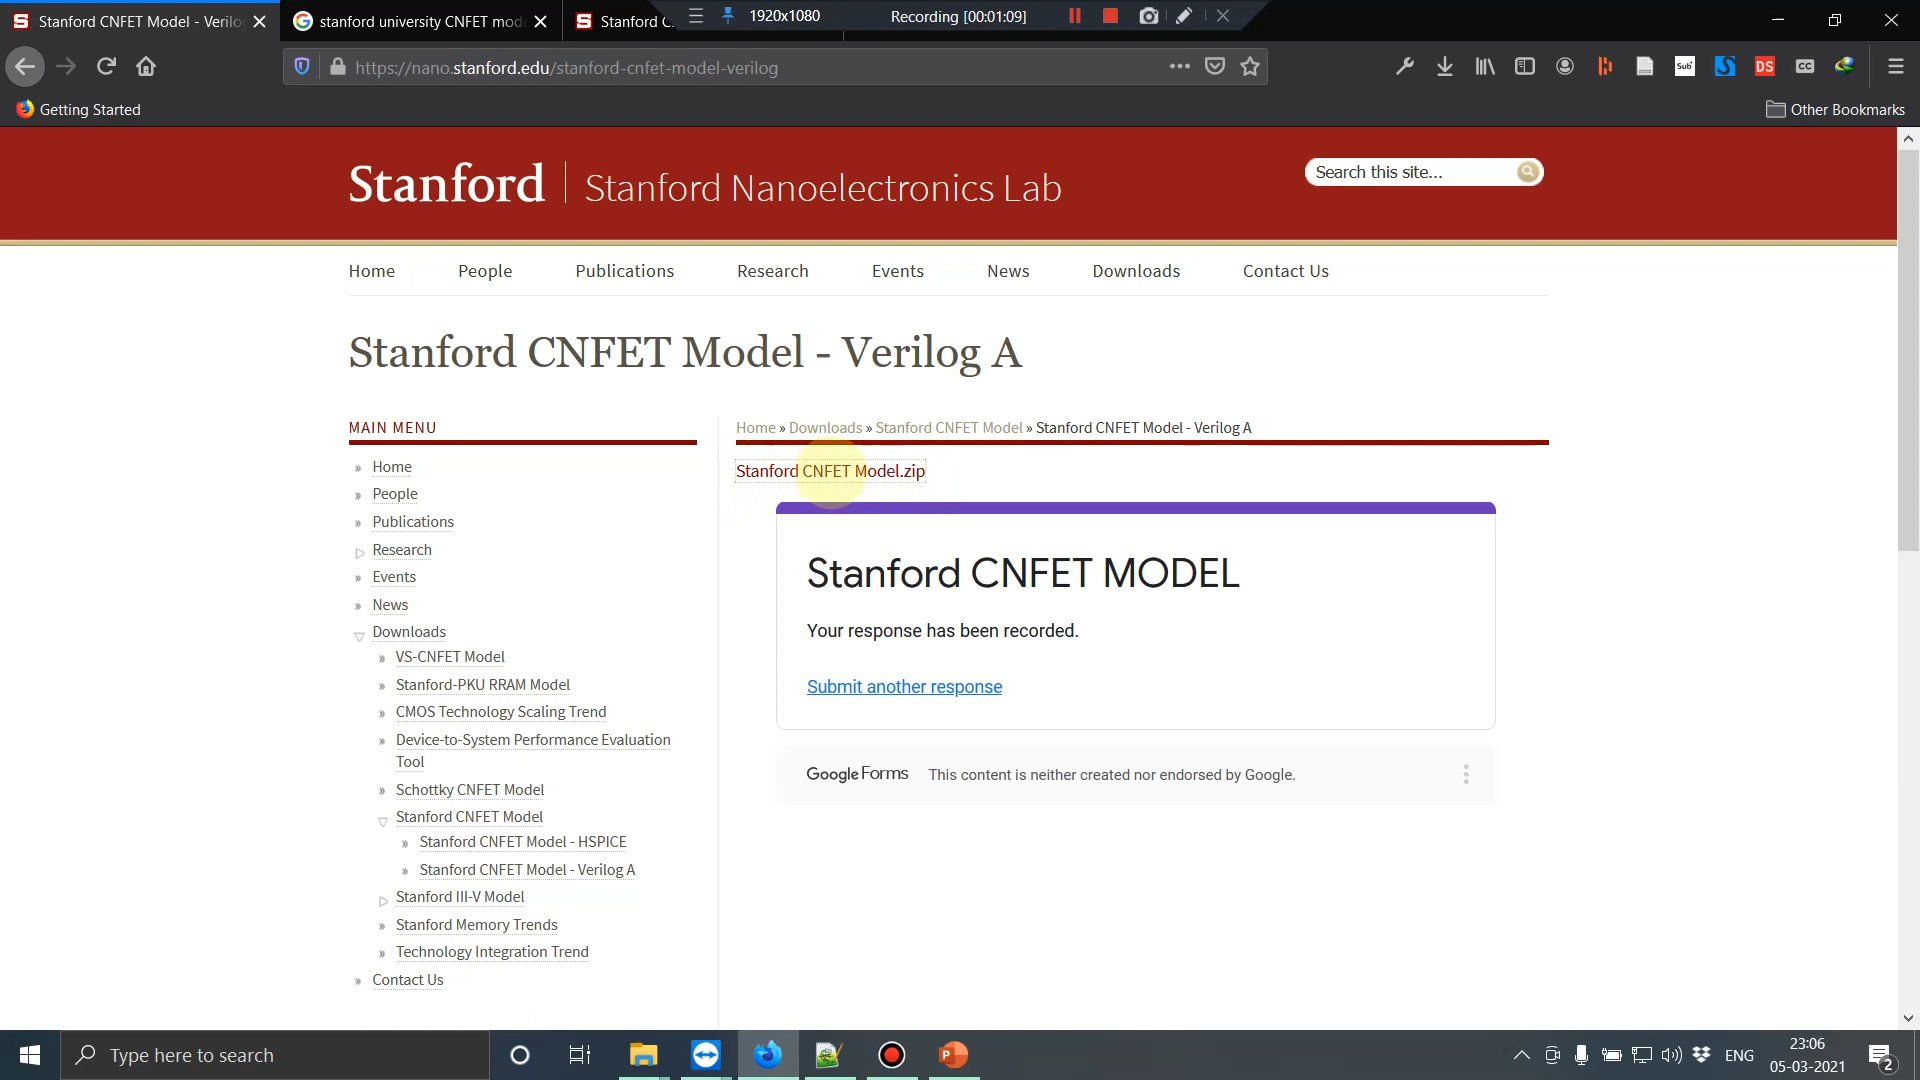 Stanford CNFET Model - Verilo
stanford university CNFET mode
Stanford C
1920x1080
Recording [00:01:09]
https://nano.stanford.edu/stanford-cnfet-model-verilog
Getting Started
Other Bookmarks
Stanford
Stanford Nanoelectronics Lab
Search this site...
Home
People
Publications
Research
Events
News
Downloads
Contact Us
Stanford CNFET Model - Verilog A
MAIN MENU
Home
People
Publications
Research
Events
News
Downloads
VS-CNFET Model
Stanford-PKU RRAM Model
CMOS Technology Scaling Trend
Device-to-System Performance Evaluation
Tool
Schottky CNFET Model
Stanford CNFET Model
Stanford CNFET Model - HSPICE
Stanford CNFET Model - Verilog A
Stanford III-V Model
Stanford Memory Trends
Technology Integration Trend
Contact Us
Home » Downloads » Stanford CNFET Model » Stanford CNFET Model - Verilog A
Stanford CNFET Model.zip
Stanford CNFET MODEL
Your response has been recorded.
Submit another response
Google Forms
This content is neither created nor endorsed by Google.
Type here to search
ENG
23:06
05-03-2021
2